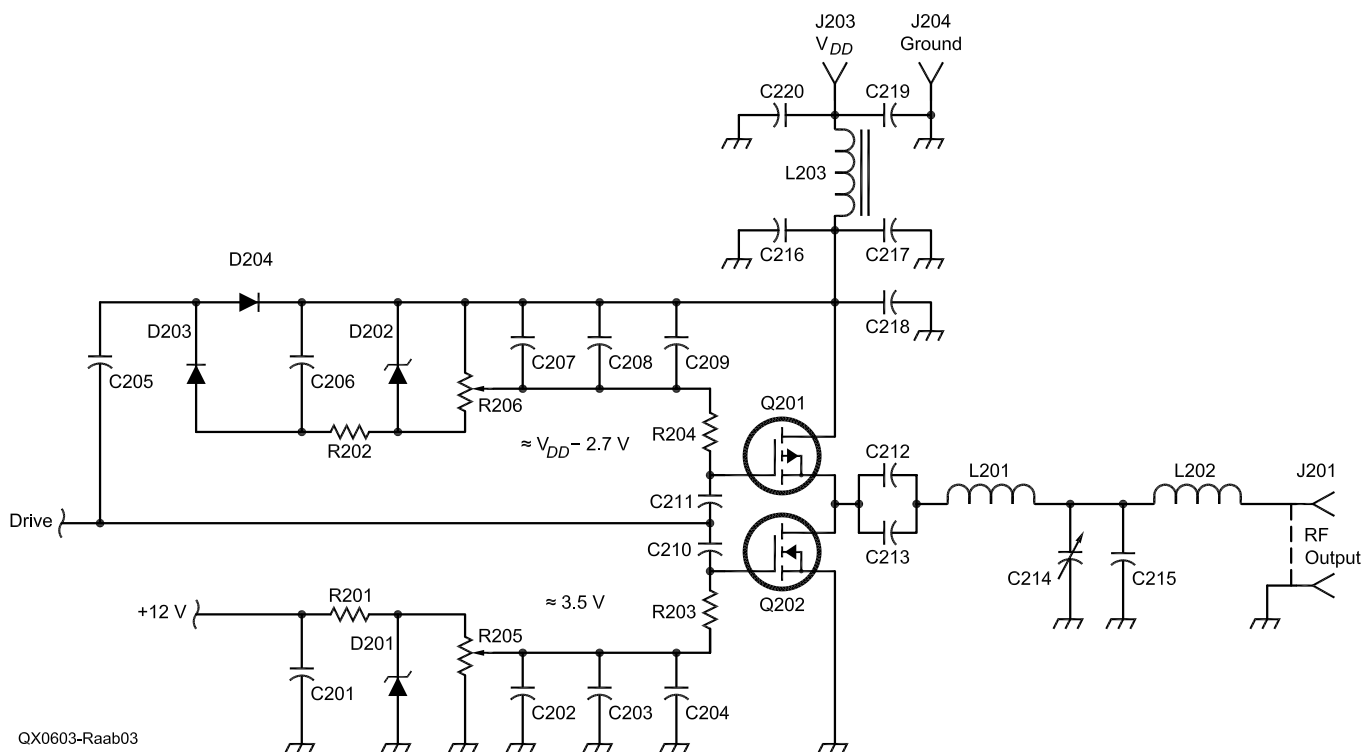 J203
V_DD
J204
Ground
C220
C219
L203
C216
C217
D204
D203
D202
C218
C205
C206
C207
C208
C209
R206
Q201
R202
R204
≈ V_DD – 2.7 V
C212
L201
L202
J201
C211
Drive
C210
C213
RF
Output
C214
C215
R201
≈ 3.5 V
R203
Q202
+12 V
D201
R205
C201
C202
C203
C204
QX0603-Raab03